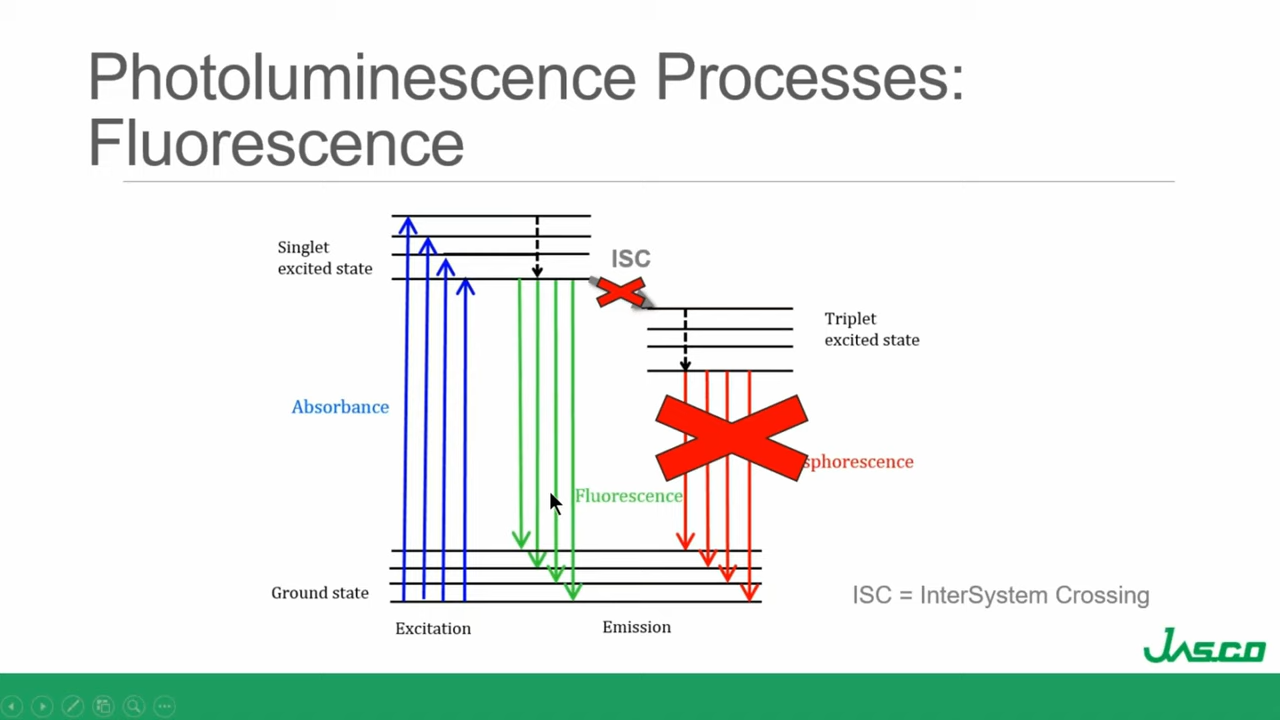 Photoluminescence Processes:
Fluorescence
Singlet
excited state
ISC
Triplet
excited state
Absorbance
Fluorescence
Ground state
ISC = InterSystem Crossing
Excitation
Emission
Jasco